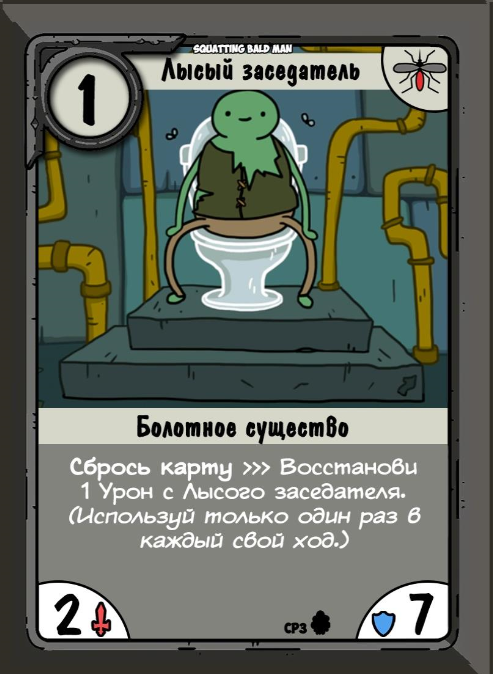 SQUATTING BALD MAN
1
Лысый заседатель
Болотное существо
Сбрось карту >>> Восстанови
1 Урон с Лысого заседателя.
(Используй только один раз в
каждый свой ход.)
2
СР3
7